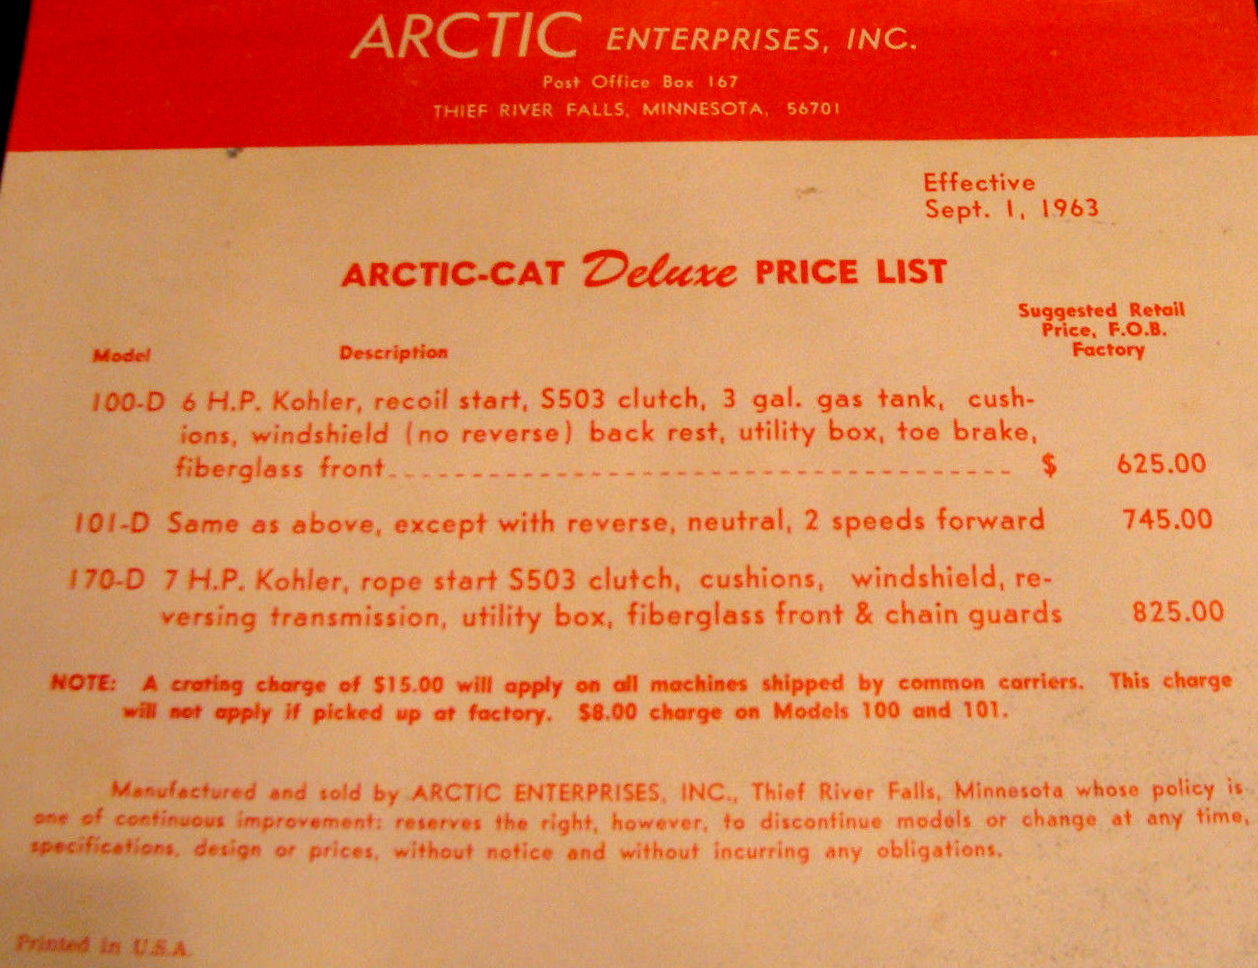 ARCTIC ENTERPRISES, INC.
Post Office Box 167
THIEF RIVER FALLS, MINNESOTA, 56701
Effective
Sept. 1, 1963
ARCTIC-CAT Deluxe PRICE LIST
Suggested Retail
Price, F.O.B.
Factory
Model Description
100-D 6 H.P. Kohler, recoil start, S503 clutch, 3 gal. gas tank, cush-
ions, windshield (no reverse) back rest, utility box, toe brake,
fiberglass front------------------------------------ $ 625.00
101-D Same as above, except with reverse, neutral, 2 speeds forward 745.00
170-D 7 H.P. Kohler, rope start S503 clutch, cushions, windshield, re-
versing transmission, utility box, fiberglass front & chain guards 825.00
NOTE: A crating charge of $15.00 will apply on all machines shipped by common carriers. This charge
will not apply if picked up at factory. $8.00 charge on Models 100 and 101.
Manufactured and sold by ARCTIC ENTERPRISES, INC., Thief River Falls, Minnesota whose policy is
one of continuous improvement; reserves the right, however, to discontinue models or change at any time,
specifications, design or prices, without notice and without incurring any obligations.
Printed in U.S.A.